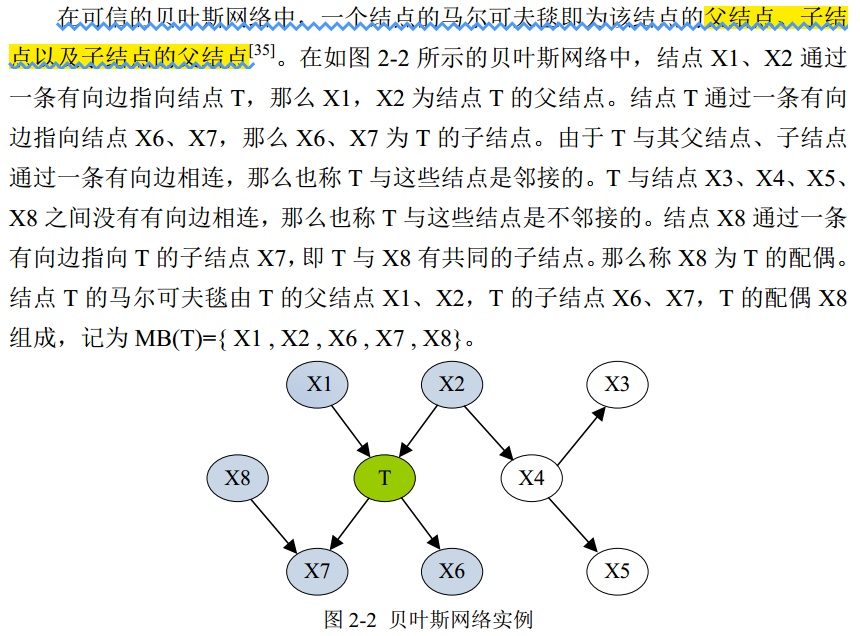 在可信的贝叶斯网络中，一个结点的马尔可夫毯即为该结点的父结点、子结
点以及子结点的父结点[35]。在如图 2-2 所示的贝叶斯网络中，结点 X1、X2 通过
一条有向边指向结点 T，那么 X1，X2 为结点 T 的父结点。结点 T 通过一条有向
边指向结点 X6、X7，那么 X6、X7 为 T 的子结点。由于 T 与其父结点、子结点
通过一条有向边相连，那么也称 T 与这些结点是邻接的。T 与结点 X3、X4、X5、
X8 之间没有有向边相连，那么也称 T 与这些结点是不邻接的。结点 X8 通过一条
有向边指向 T 的子结点 X7，即 T 与 X8 有共同的子结点。那么称 X8 为 T 的配偶。
结点 T 的马尔可夫毯由 T 的父结点 X1、X2，T 的子结点 X6、X7，T 的配偶 X8
组成，记为 MB(T)={ X1 , X2 , X6 , X7 , X8}。
X1 X2 X3
X8 T X4
X7 X6 X5
图 2-2 贝叶斯网络实例